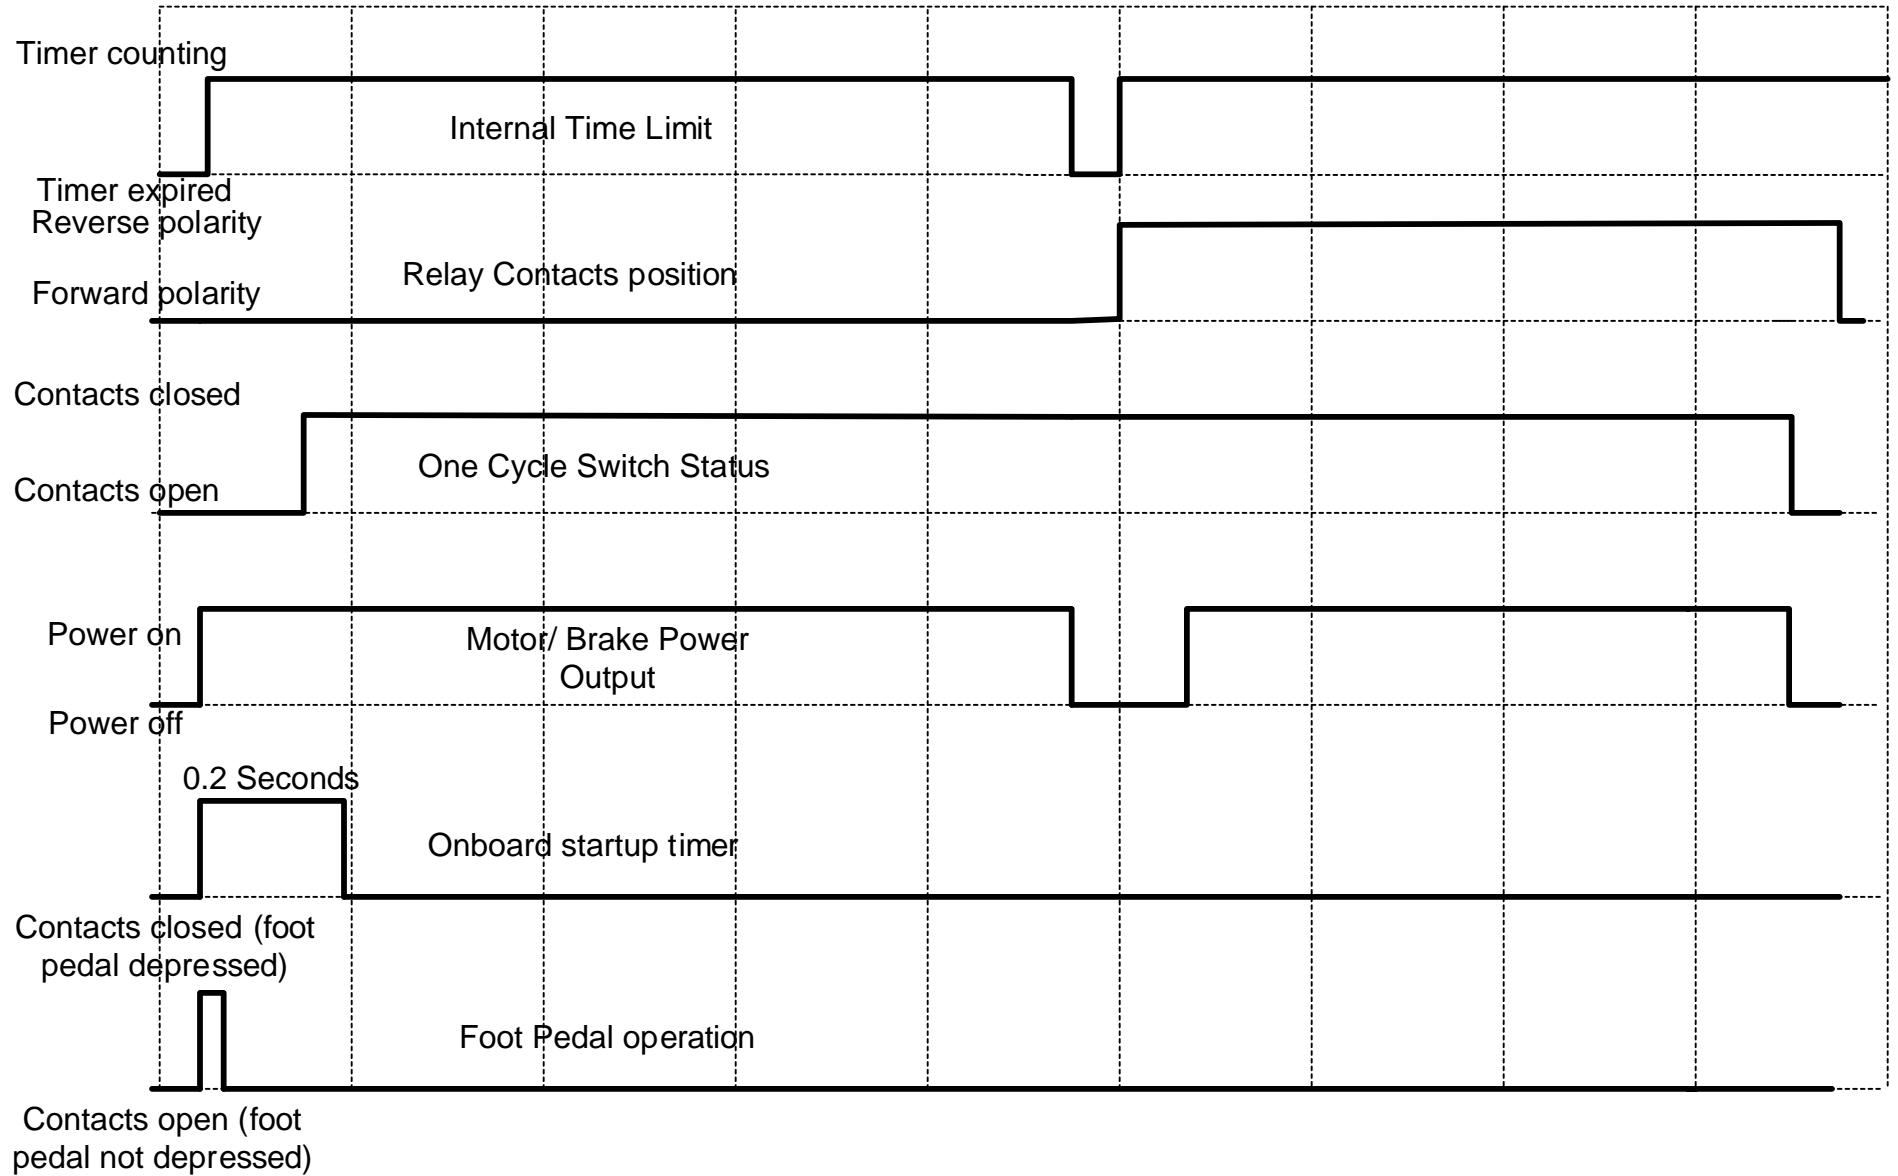 Timer counting
Internal Time Limit
Timer expired
Reverse polarity
Relay Contacts position
Forward polarity
Contacts closed
One Cycle Switch Status
Contacts open
Power on
Motor/ Brake Power
Output
Power off
0.2 Seconds
Onboard startup timer
Contacts closed (foot
pedal depressed)
Foot Pedal operation
Contacts open (foot
pedal not depressed)